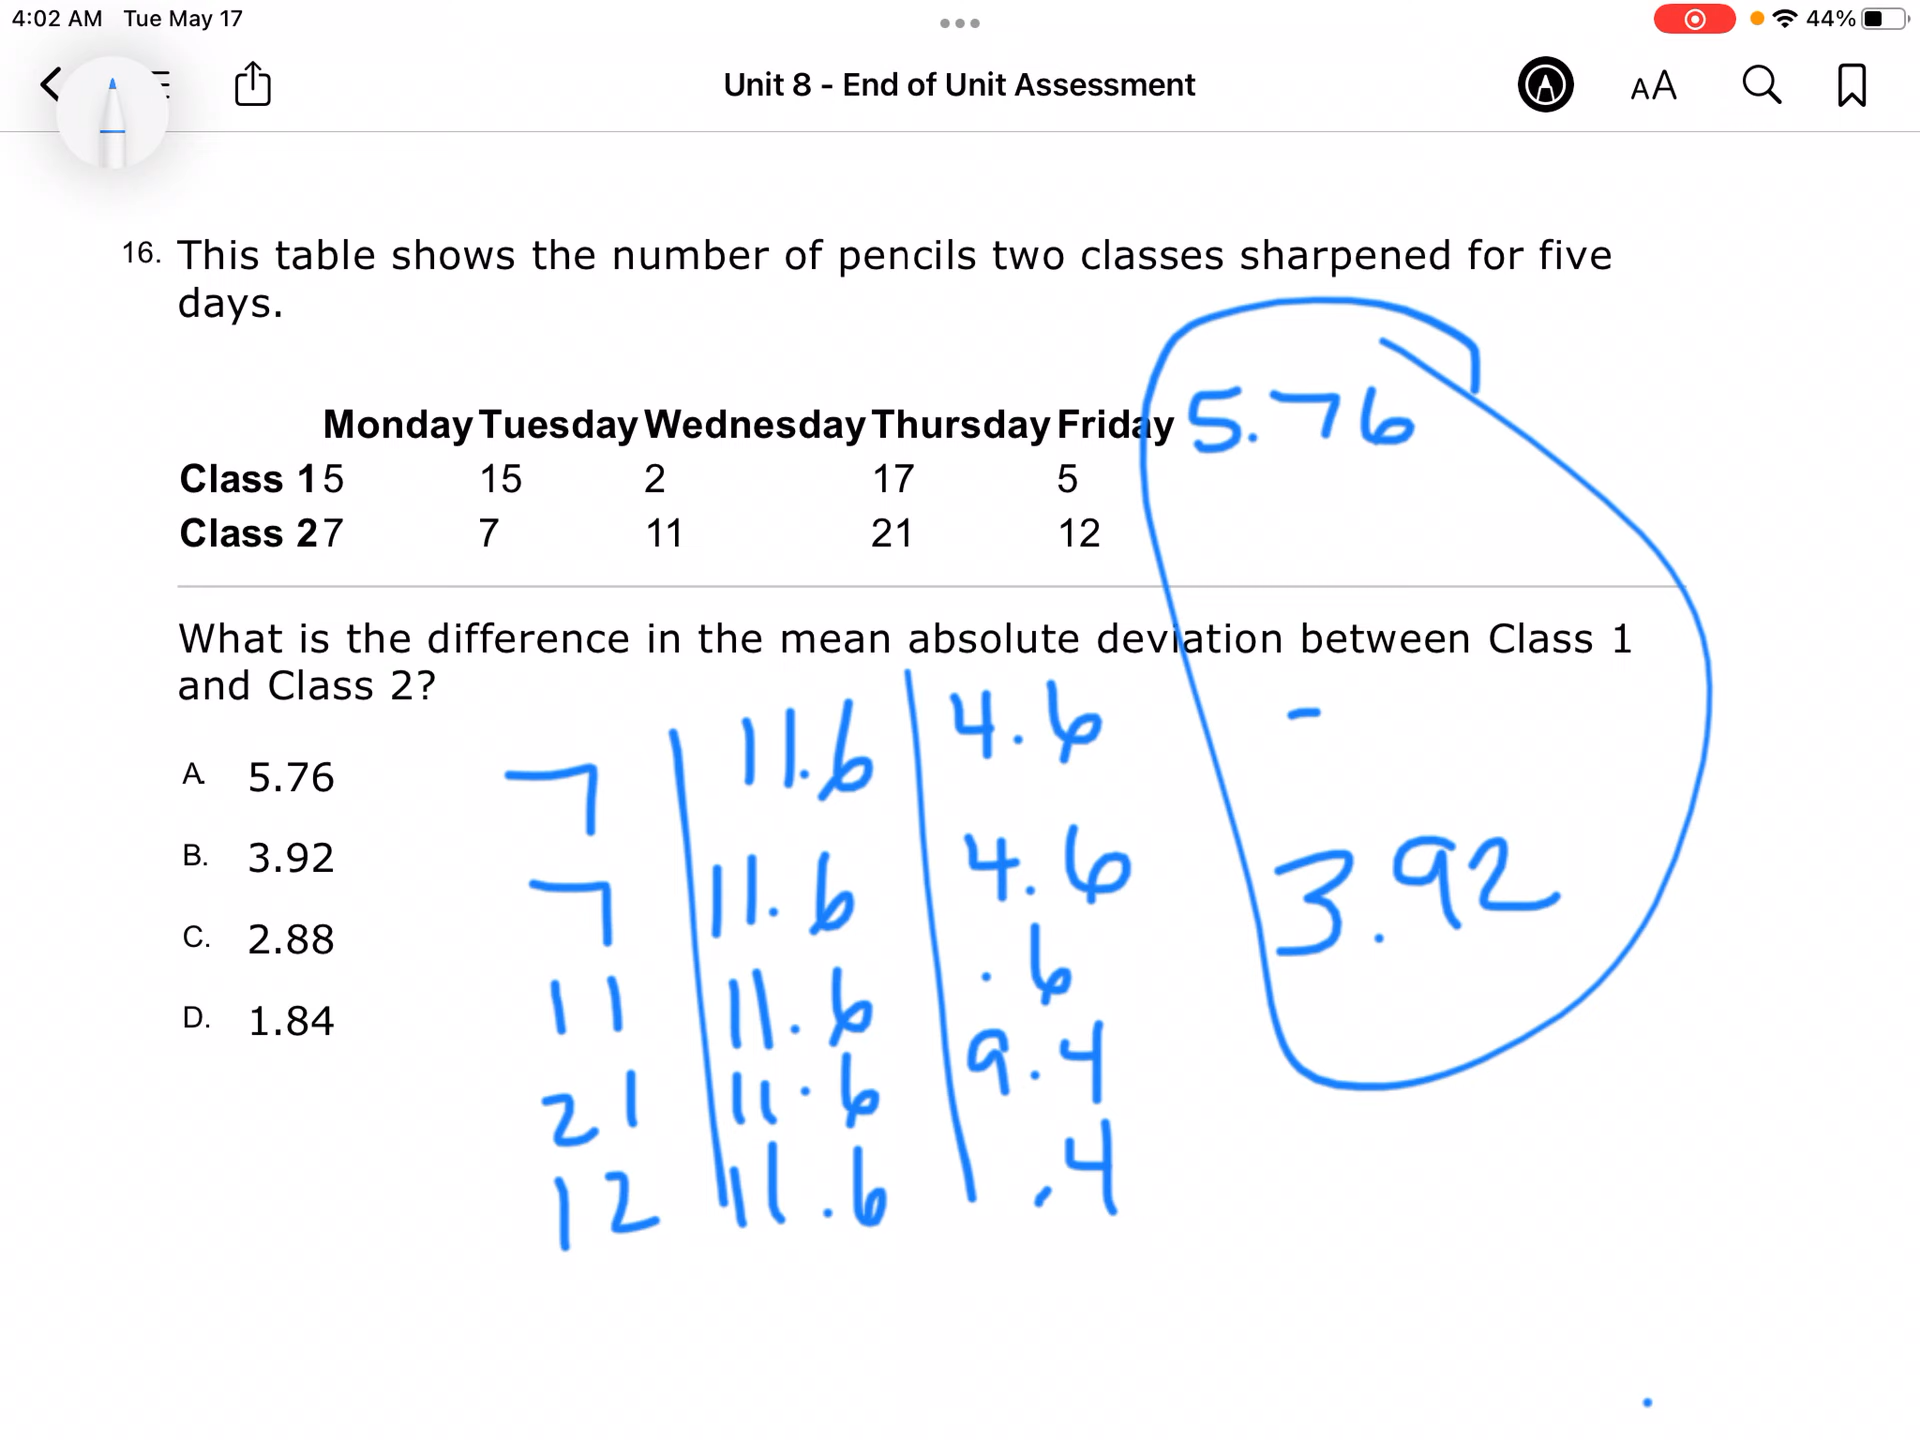 4:02 AM Tue May 17
44%
Unit 8 - End of Unit Assessment
AA
16. This table shows the number of pencils two classes sharpened for five
days.
5.76
Monday Tuesday Wednesday Thursday Friday
Class 1 5 15 2 17 5
Class 2 7 7 11 21 12
What is the difference in the mean absolute deviation between Class 1
and Class 2?
A. 5.76
B. 3.92
C. 2.88
D. 1.84
7 11.6 4.6
7 11.6 4.6
11 11.6 .6
21 11.6 9.4
12 11.6 .4
-
3.92